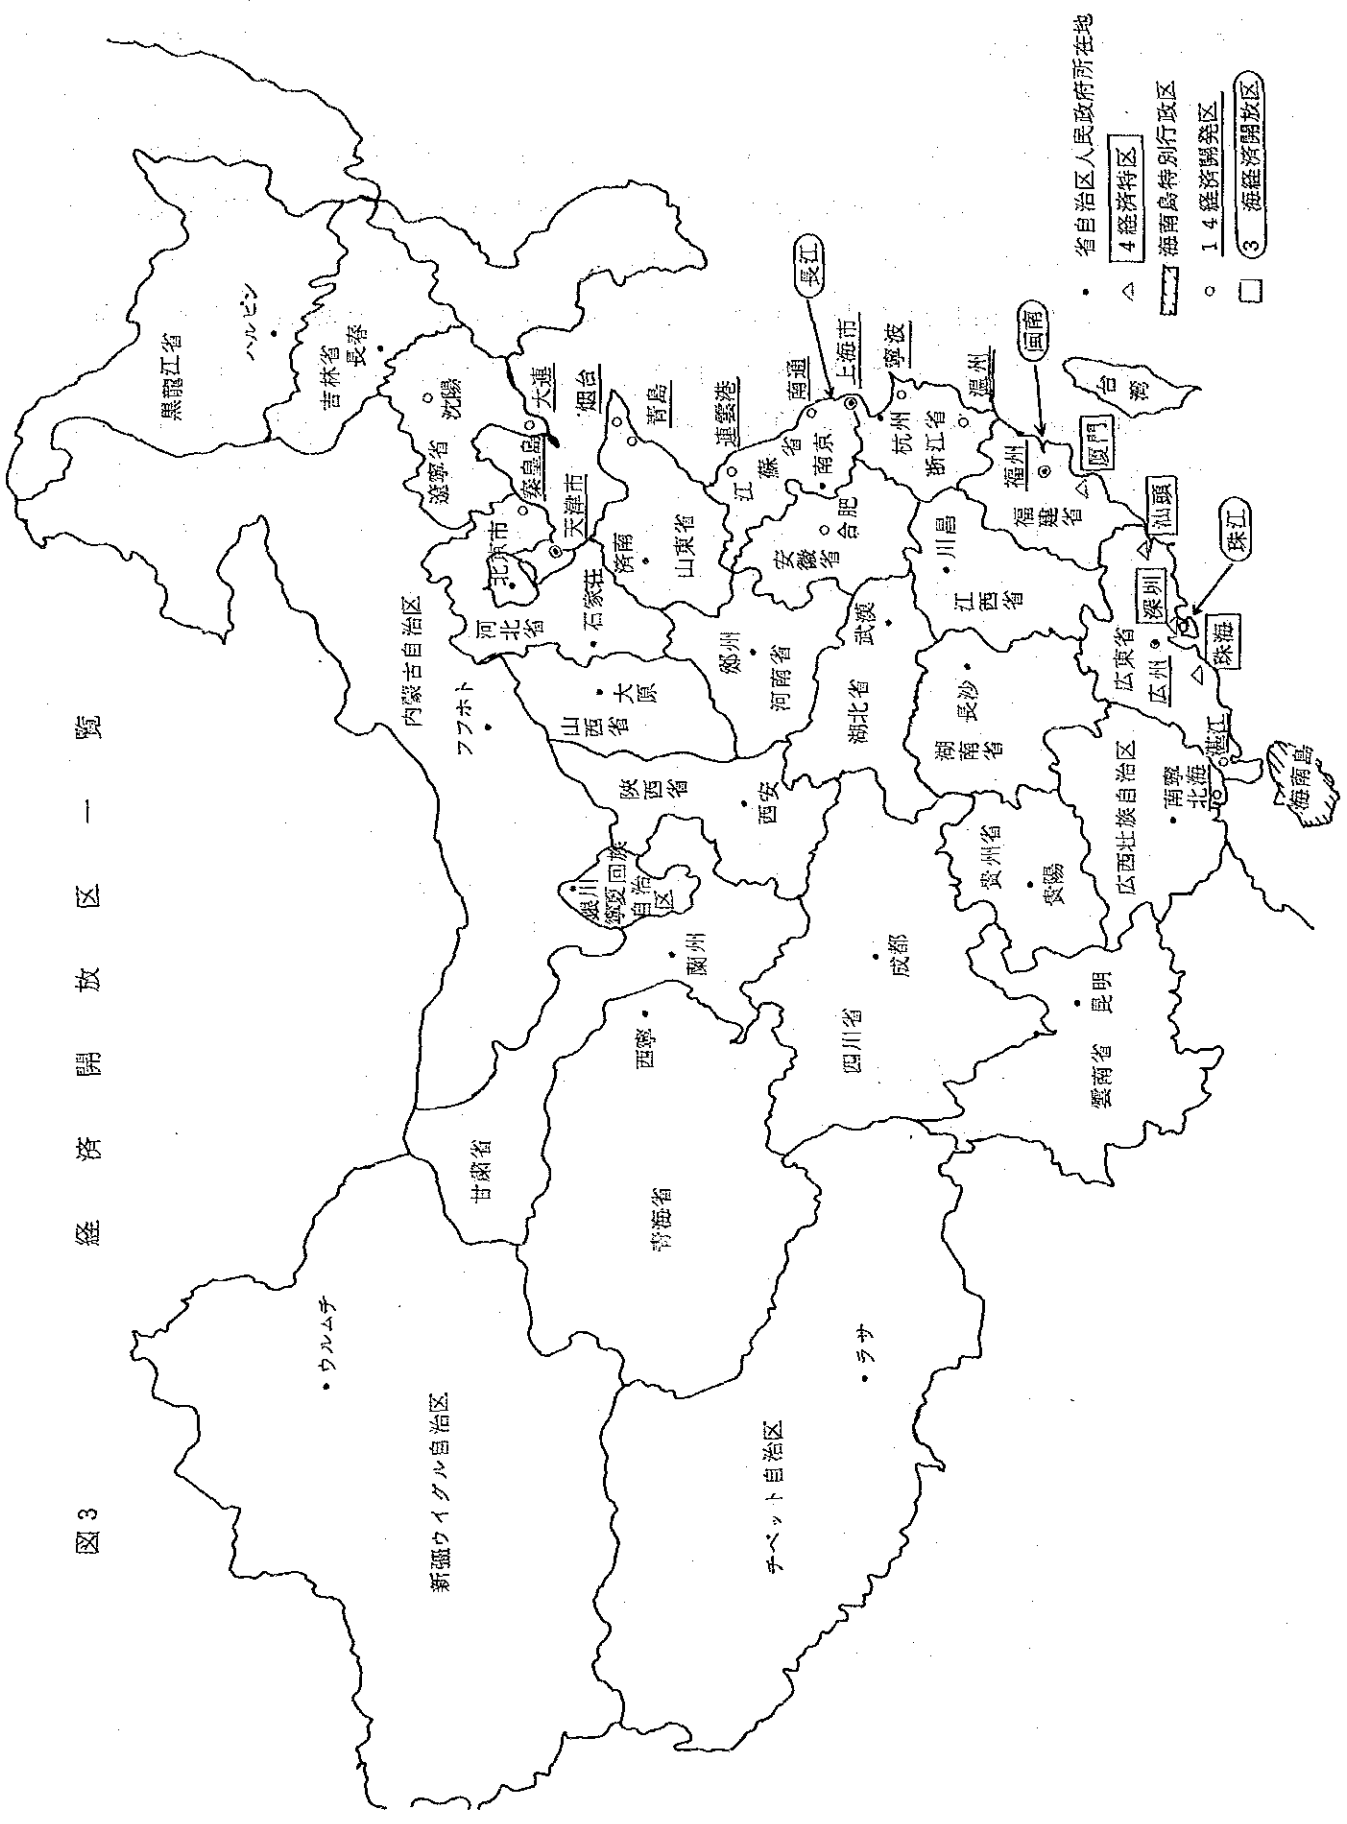 図3
経済開放区一覧
黒龍江省
ハルビン
吉林省
長春
遼寧省
沈陽
大連
秦皇島
北京市
天津市
内蒙古自治区
フフホト
河北省
石家荘
山西省
大原
烟台
青島
済南
山東省
連雲港
江蘇省
南京
南通
長江
上海市
安徽省
合肥
寧波
杭州
浙江省
温州
鄭州
河南省
陝西省
西安
銀川
寧夏回族
自治区
蘭州
甘粛省
西寧
青海省
新疆ウイグル自治区
ウルムチ
チベット自治区
ラサ
四川省
成都
湖北省
武漢
湖南省
長沙
川昌
江西省
福州
福建省
閩南
厦門
台湾
汕頭
深圳
珠江
珠海
広東省
広州
湛江
広西壮族自治区
南寧
北海
海南島
貴州省
貴陽
雲南省
昆明
・ 省自治区人民政府所在地
△ 4経済特区
海南島特別行政区
○ 14経済開発区
□ 3 海経済開放区